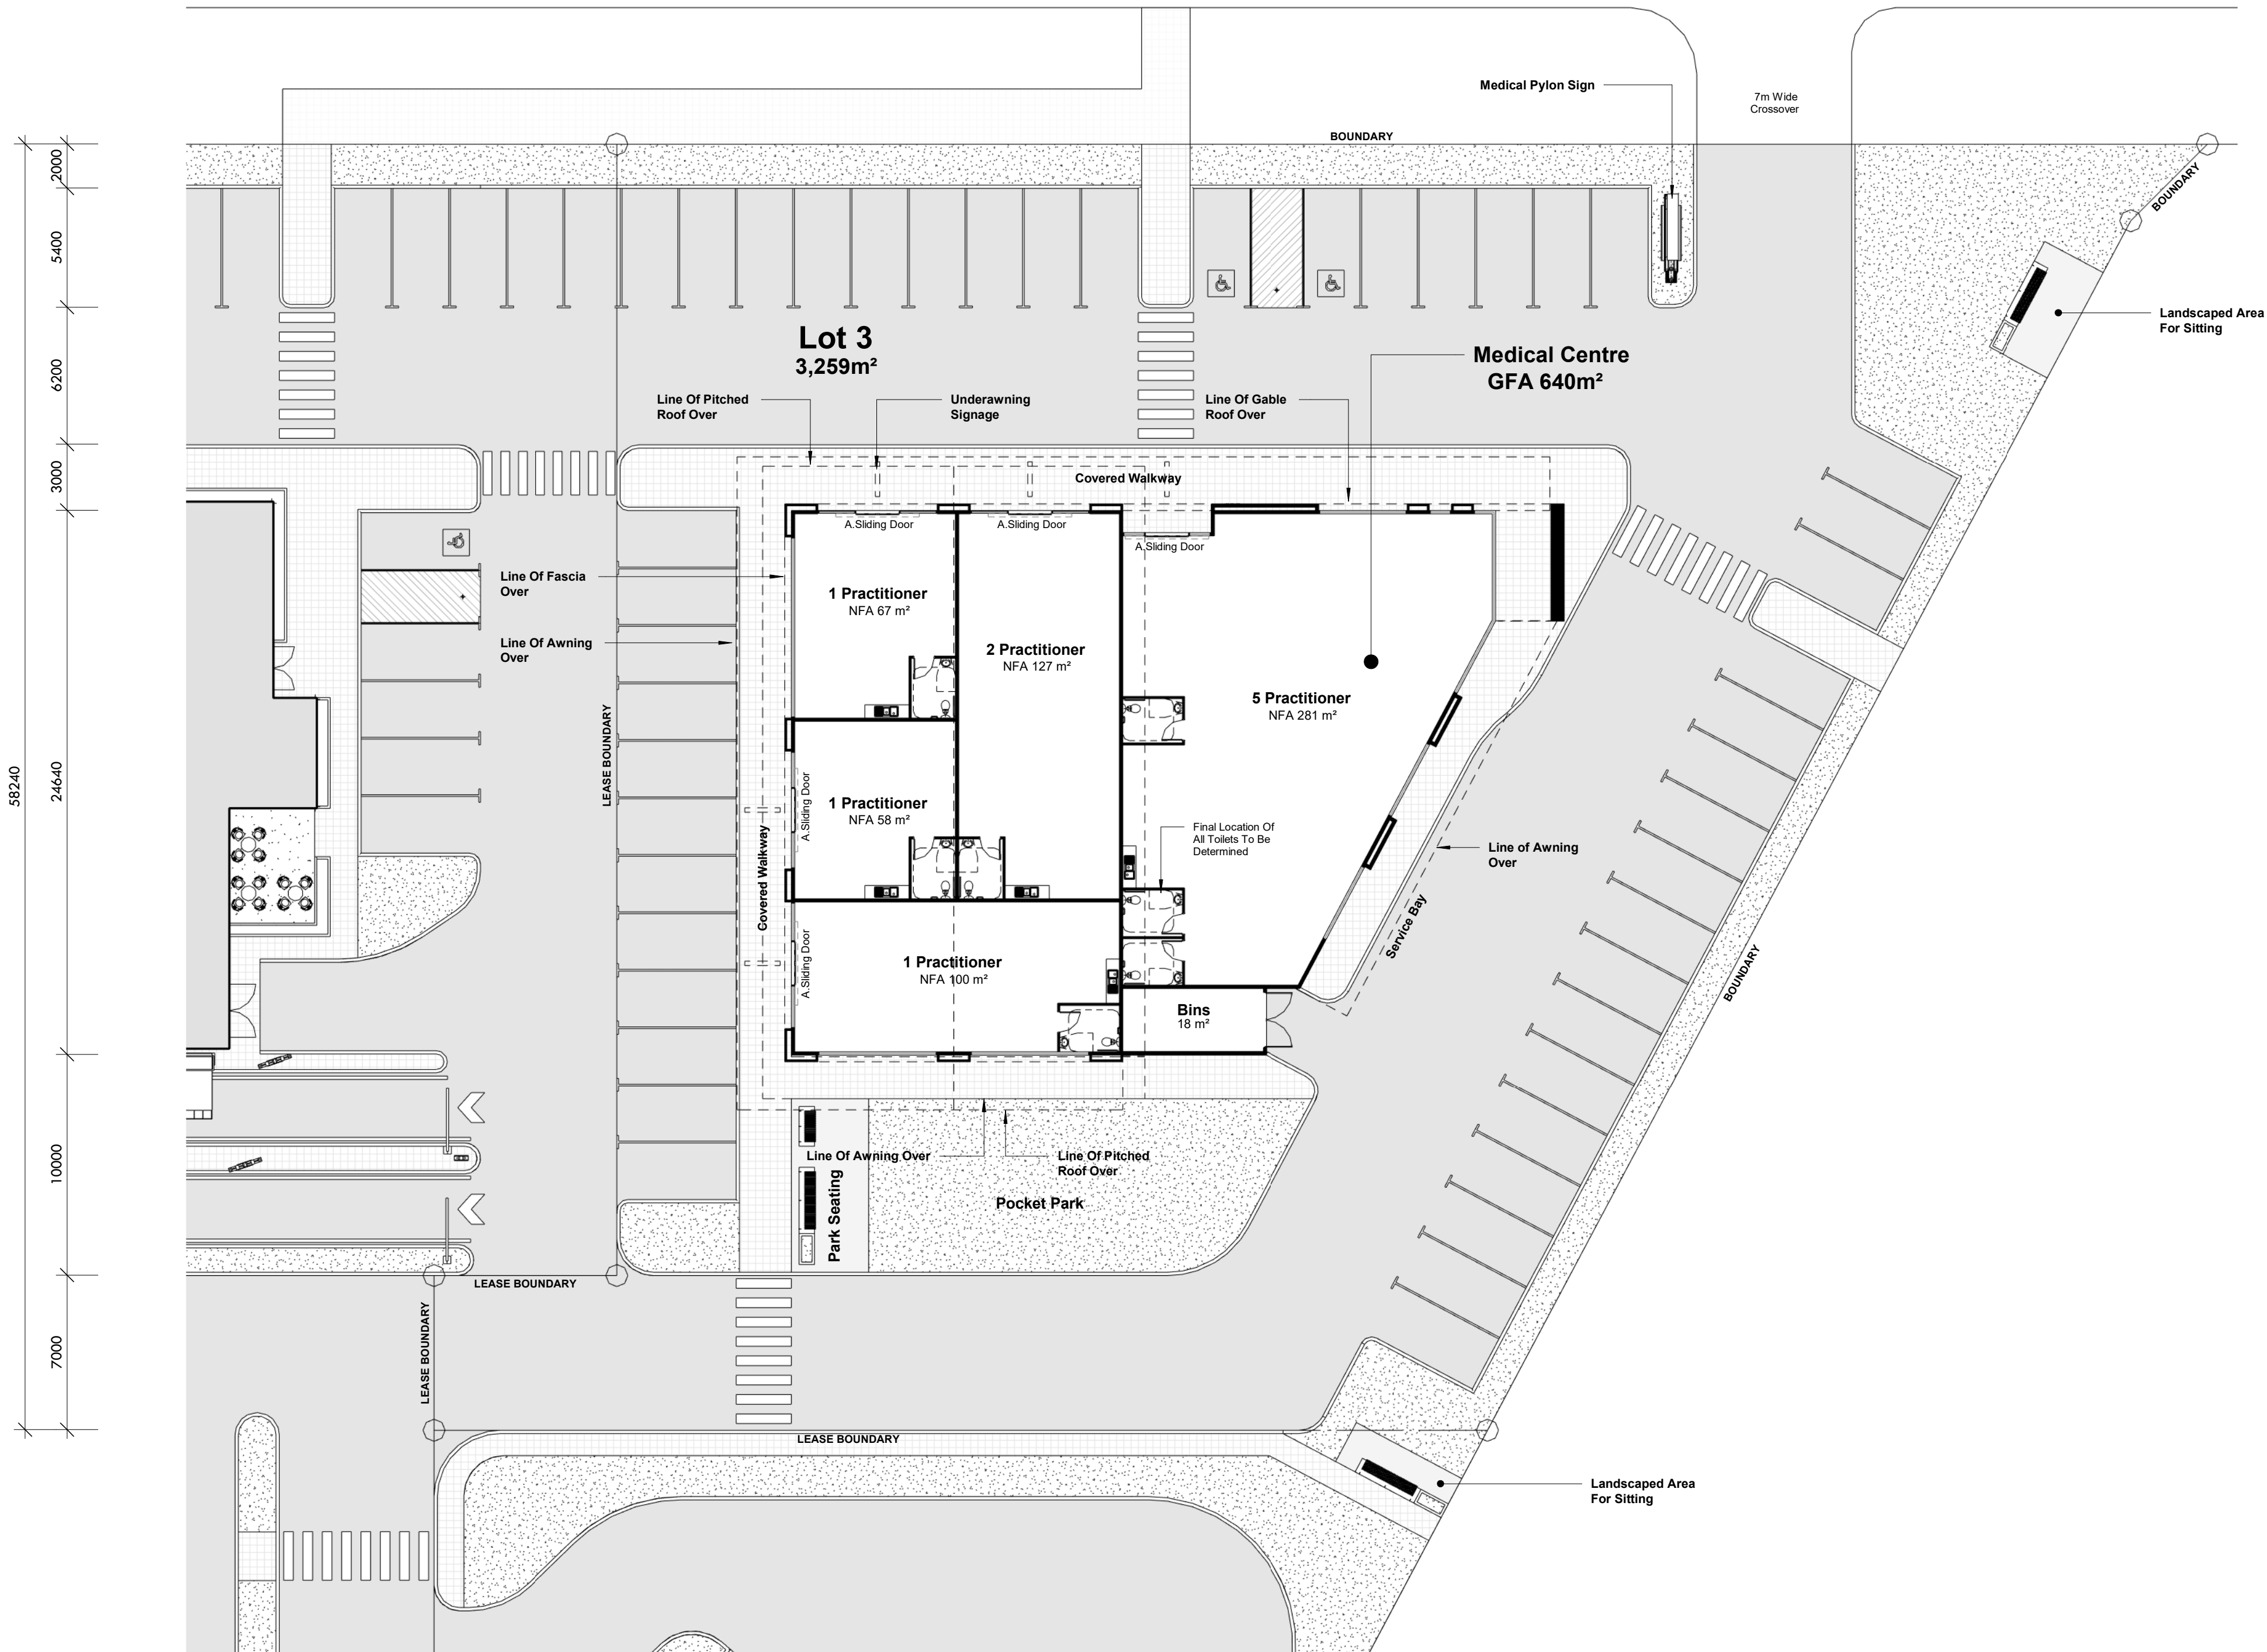 Medical Pylon Sign
7m Wide
Crossover
BOUNDARY
BOUNDARY
2000
5400
6200
3000
24640
10000
7000
58240
Landscaped Area
For Sitting
Lot 3
3,259m²
Medical Centre
GFA 640m²
Line Of Pitched
Roof Over
Underawning
Signage
Line Of Gable
Roof Over
Covered Walkway
A.Sliding Door
A.Sliding Door
A.Sliding Door
Line Of Fascia
Over
Line Of Awning
Over
1 Practitioner
NFA 67 m²
2 Practitioner
NFA 127 m²
5 Practitioner
NFA 281 m²
LEASE BOUNDARY
1 Practitioner
NFA 58 m²
A.Sliding Door
Covered Walkway
Final Location Of
All Toilets To Be
Determined
Line of Awning
Over
Service Bay
BOUNDARY
A.Sliding Door
1 Practitioner
NFA 100 m²
Bins
18 m²
Line Of Awning Over
Line Of Pitched
Roof Over
Park Seating
Pocket Park
LEASE BOUNDARY
LEASE BOUNDARY
LEASE BOUNDARY
Landscaped Area
For Sitting